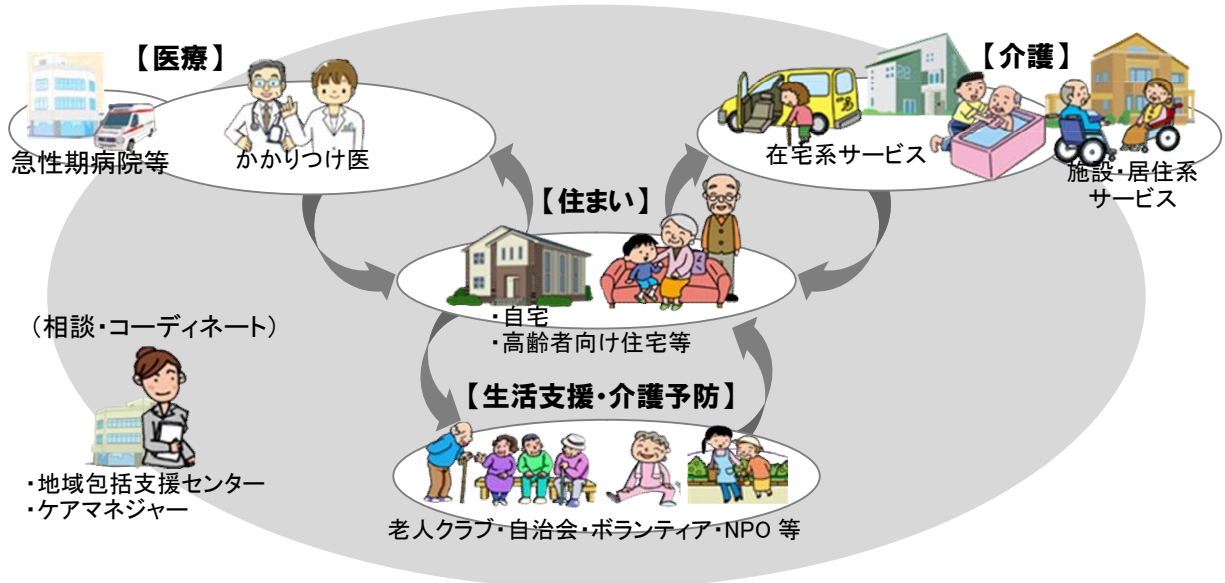 【医療】
急性期病院等
かかりつけ医
【介護】
在宅系サービス
施設・居住系
サービス
【住まい】
・自宅
・高齢者向け住宅等
（相談・コーディネート）
・地域包括支援センター
・ケアマネジャー
【生活支援・介護予防】
老人クラブ・自治会・ボランティア・NPO 等